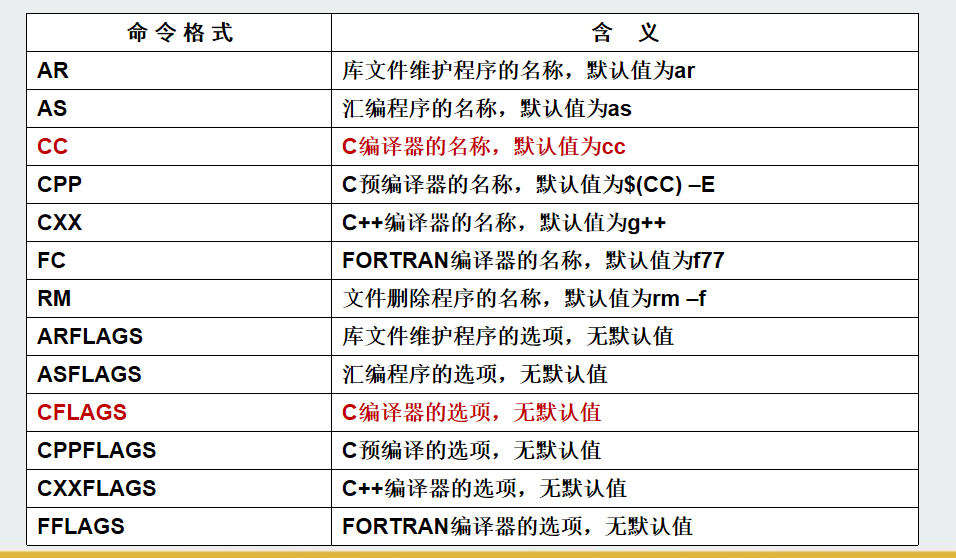 命 令 格 式 含 义
AR 库文件维护程序的名称，默认值为ar
AS 汇编程序的名称，默认值为as
CC C编译器的名称，默认值为cc
CPP C预编译器的名称，默认值为$(CC) –E
CXX C++编译器的名称，默认值为g++
FC FORTRAN编译器的名称，默认值为f77
RM 文件删除程序的名称，默认值为rm –f
ARFLAGS 库文件维护程序的选项，无默认值
ASFLAGS 汇编程序的选项，无默认值
CFLAGS C编译器的选项，无默认值
CPPFLAGS C预编译的选项，无默认值
CXXFLAGS C++编译器的选项，无默认值
FFLAGS FORTRAN编译器的选项，无默认值